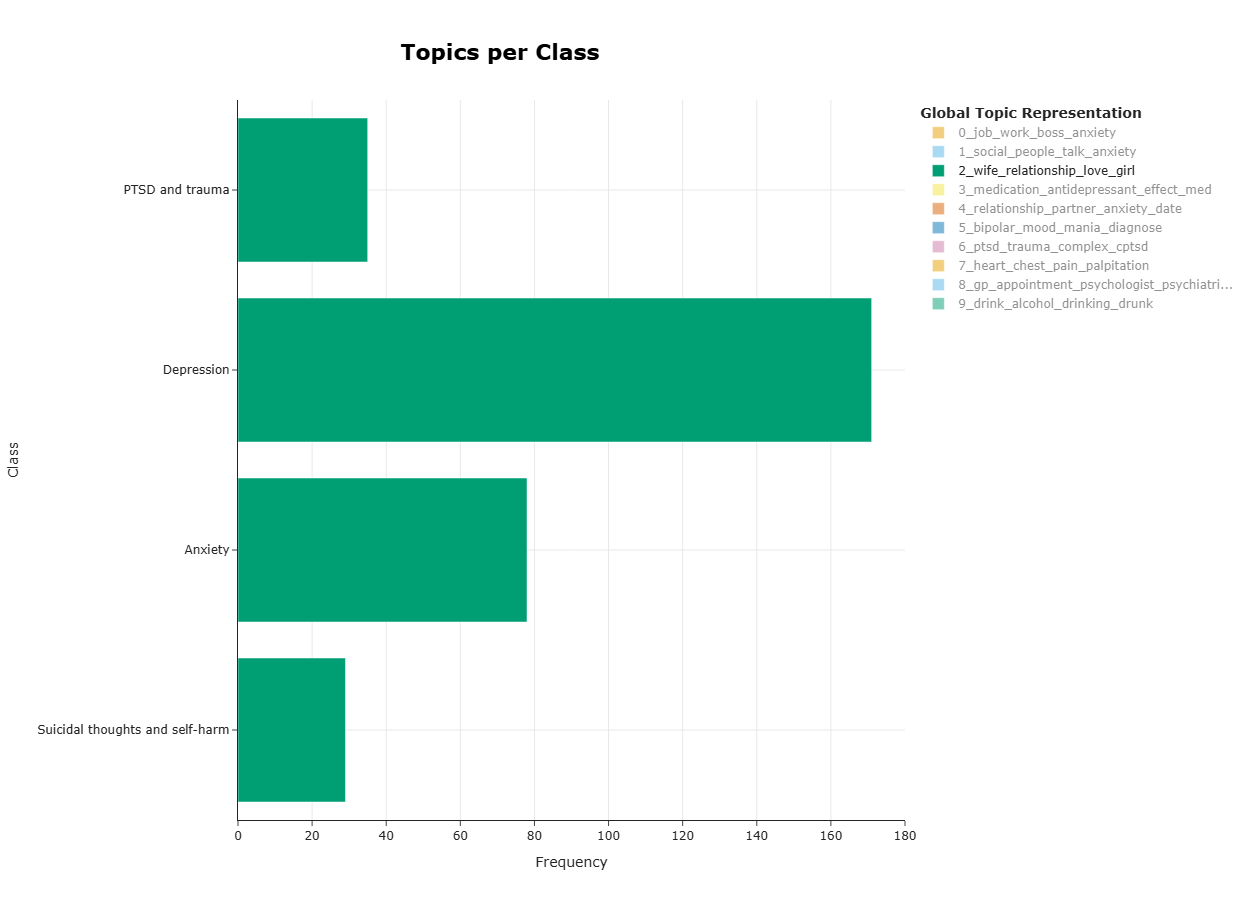 Topics per Class
Global Topic Representation
0_job_work_boss_anxiety
1_social_people_talk_anxiety
2_wife_relationship_love_girl
3_medication_antidepressant_effect_med
4_relationship_partner_anxiety_date
5_bipolar_mood_mania_diagnose
6_ptsd_trauma_complex_cptsd
7_heart_chest_pain_palpitation
8_gp_appointment_psychologist_psychiatri...
9_drink_alcohol_drinking_drunk
PTSD and trauma
Depression
Class
Anxiety
Suicidal thoughts and self-harm
0 20 40 60 80 100 120 140 160 180
Frequency